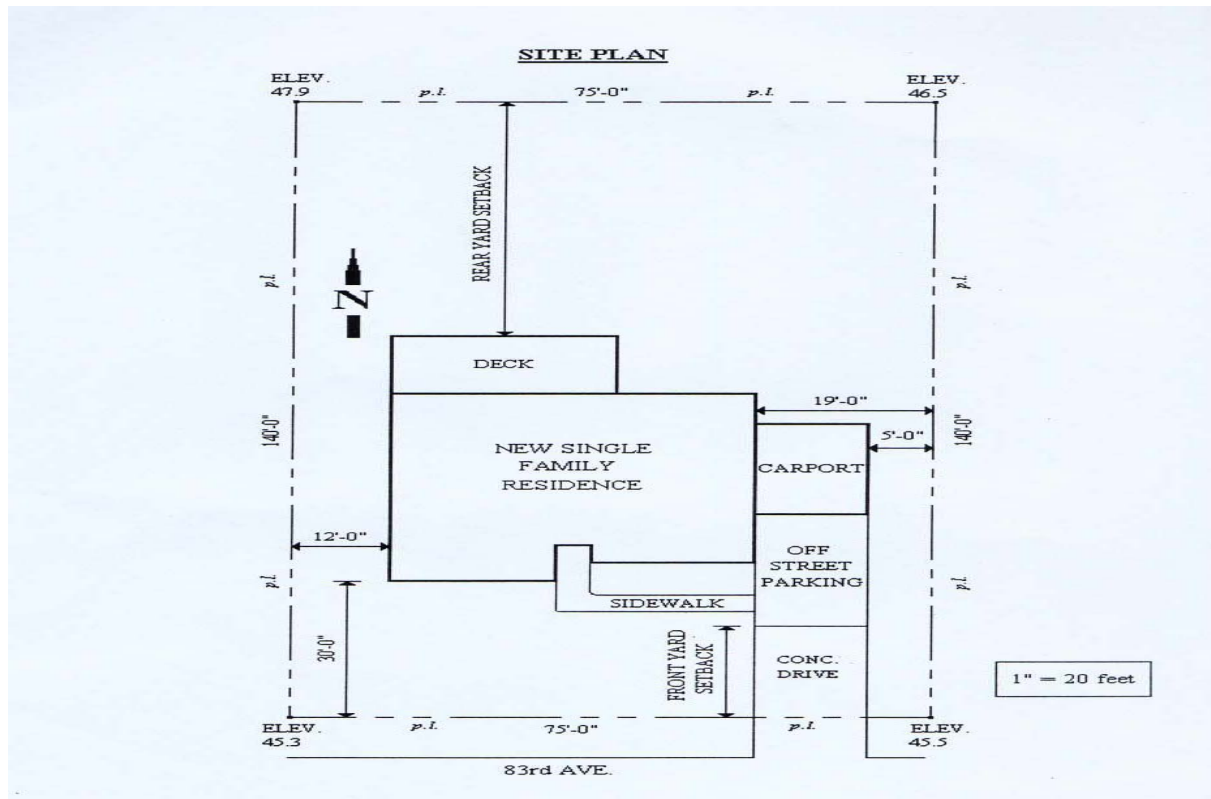 SITE PLAN
ELEV.
47.9
p.l.
75'-0"
p.l.
ELEV.
46.5
REAR YARD SETBACK
p.l.
p.l.
N
DECK
19'-0"
140'-0"
5'-0"
140'-0"
NEW SINGLE
FAMILY
RESIDENCE
CARPORT
12'-0"
OFF
STREET
PARKING
p.l.
p.l.
SIDEWALK
30'-0"
FRONT YARD
SETBACK
CONC.
DRIVE
1" = 20 feet
ELEV.
45.3
p.l.
75'-0"
p.l.
ELEV.
45.5
83rd AVE.